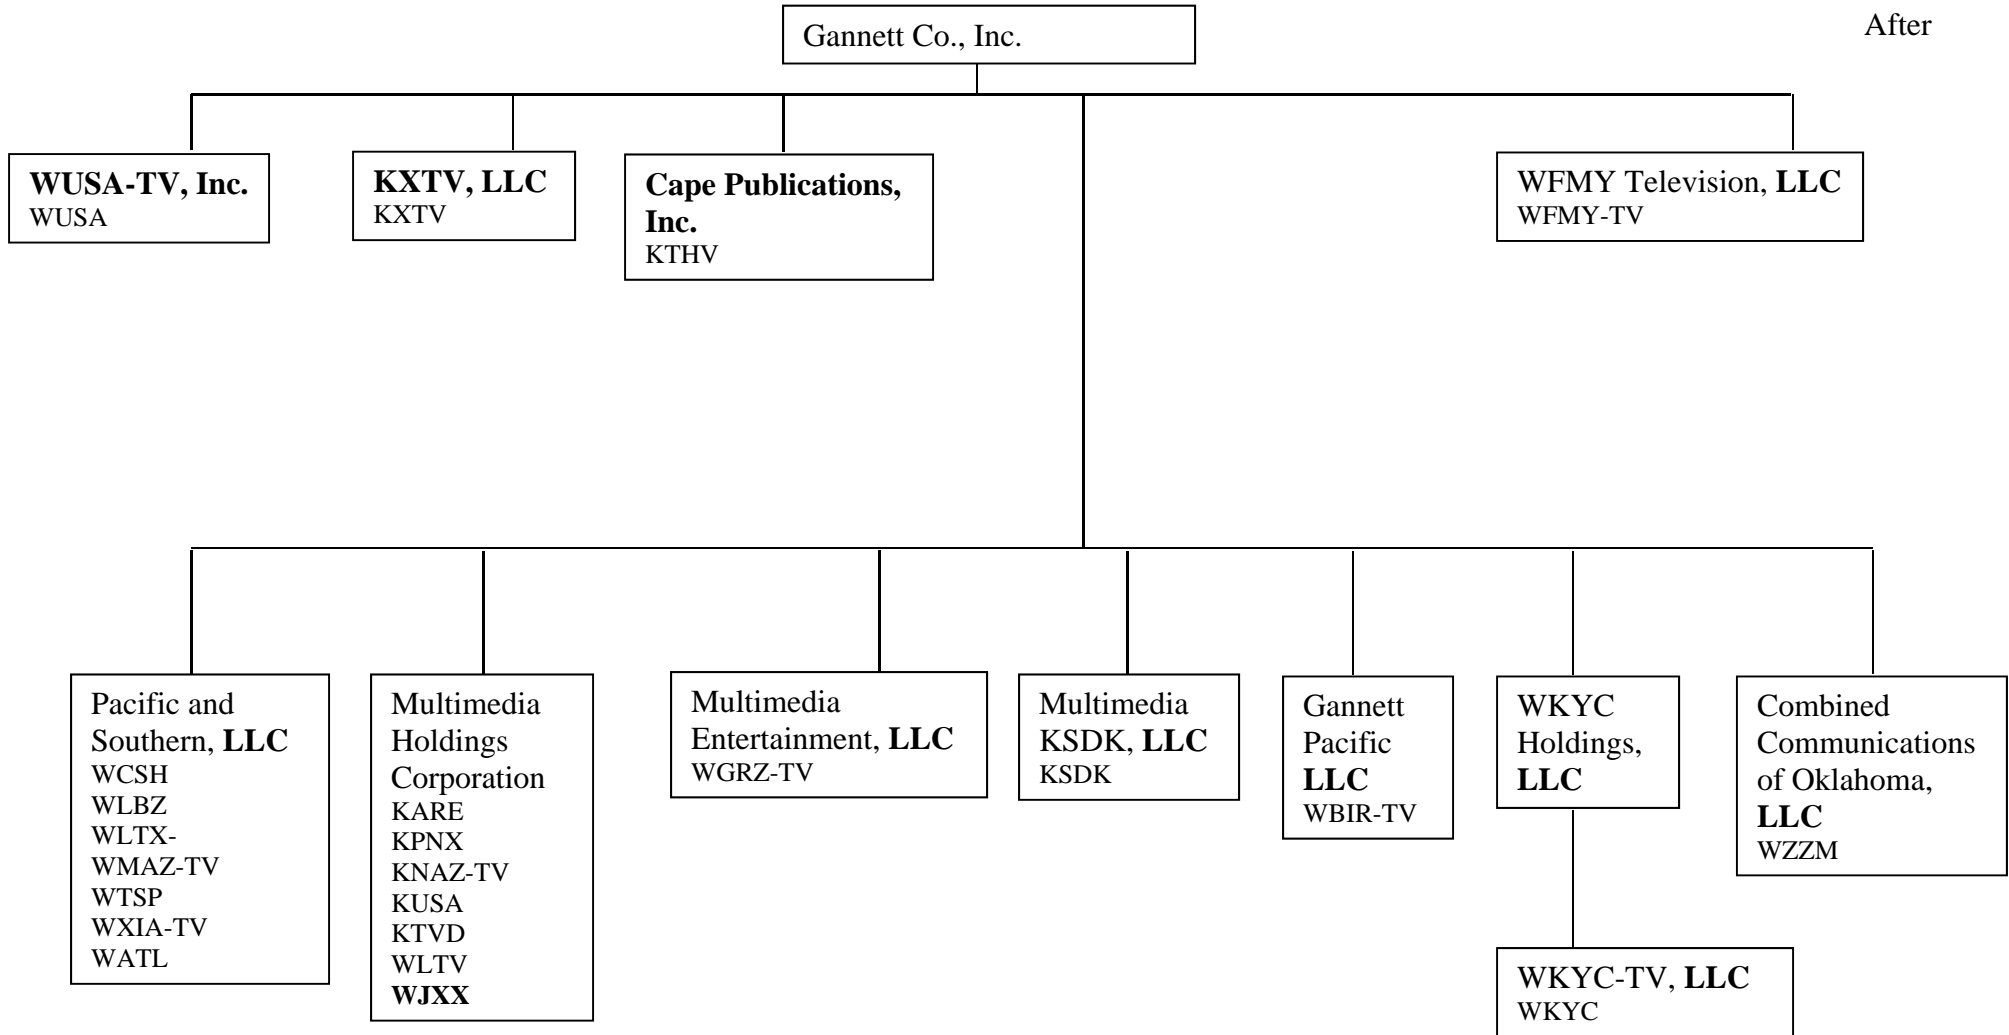 After
Gannett Co., Inc.
WUSA-TV, Inc.
WUSA
KXTV, LLC
KXTV
Cape Publications,
Inc.
KTHV
WFMY Television, LLC
WFMY-TV
Pacific and
Southern, LLC
WCSH
WLBZ
WLTX-
WMAZ-TV
WTSP
WXIA-TV
WATL
Multimedia
Holdings
Corporation
KARE
KPNX
KNAZ-TV
KUSA
KTVD
WLTV
WJXX
Multimedia
Entertainment, LLC
WGRZ-TV
Multimedia
KSDK, LLC
KSDK
Gannett
Pacific
LLC
WBIR-TV
WKYC
Holdings,
LLC
Combined
Communications
of Oklahoma,
LLC
WZZM
WKYC-TV, LLC
WKYC